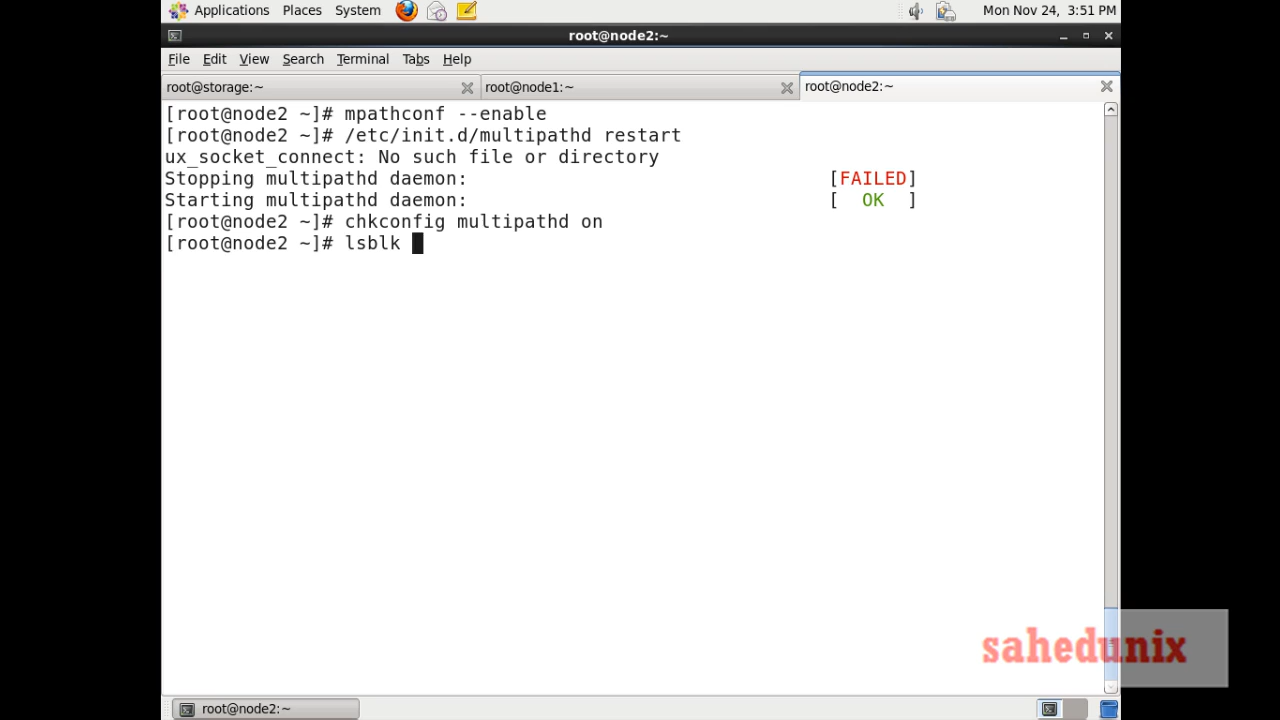 Applications Places System Mon Nov 24, 3:51 PM
root@node2:~
File Edit View Search Terminal Tabs Help
root@storage:~ root@node1:~ root@node2:~
[root@node2 ~]# mpathconf --enable
[root@node2 ~]# /etc/init.d/multipathd restart
ux_socket_connect: No such file or directory
Stopping multipathd daemon: [FAILED]
Starting multipathd daemon: [  OK  ]
[root@node2 ~]# chkconfig multipathd on
[root@node2 ~]# lsblk
sahedunix
root@node2:~